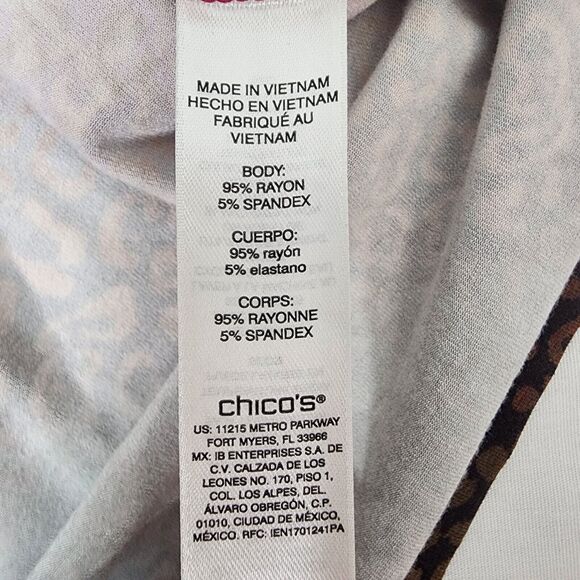 MADE IN VIETNAM
HECHO EN VIETNAM
FABRIQUÉ AU
VIETNAM
BODY:
95% RAYON
5% SPANDEX
CUERPO:
95% rayón
5% elastano
CORPS:
95% RAYONNE
5% SPANDEX
chico's®
US: 11215 METRO PARKWAY
FORT MYERS, FL 33966
MX: IB ENTERPRISES S.A. DE
C.V. CALZADA DE LOS
LEONES NO. 170, PISO 1,
COL. LOS ALPES, DEL.
ÁLVARO OBREGÓN, C.P.
01010, CIUDAD DE MÉXICO,
MÉXICO. RFC: IEN1701241PA